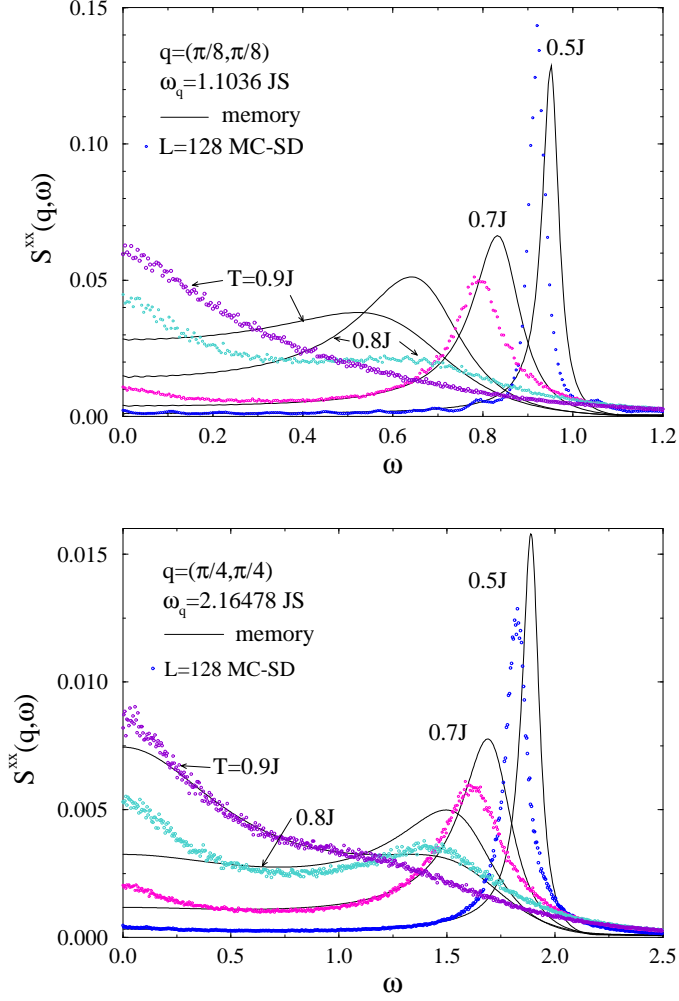 0.15
q=(π/8,π/8)
ω_q=1.1036 JS
memory
L=128 MC-SD
0.5J
0.10
S^xx(q,ω)
0.7J
0.05
T=0.9J
0.8J
0.00
0.0 0.2 0.4 0.6 0.8 1.0 1.2
ω
0.015
q=(π/4,π/4)
ω_q=2.16478 JS
memory
L=128 MC-SD
0.5J
0.010
S^xx(q,ω)
0.7J
T=0.9J
0.005
0.8J
0.000
0.0 0.5 1.0 1.5 2.0 2.5
ω